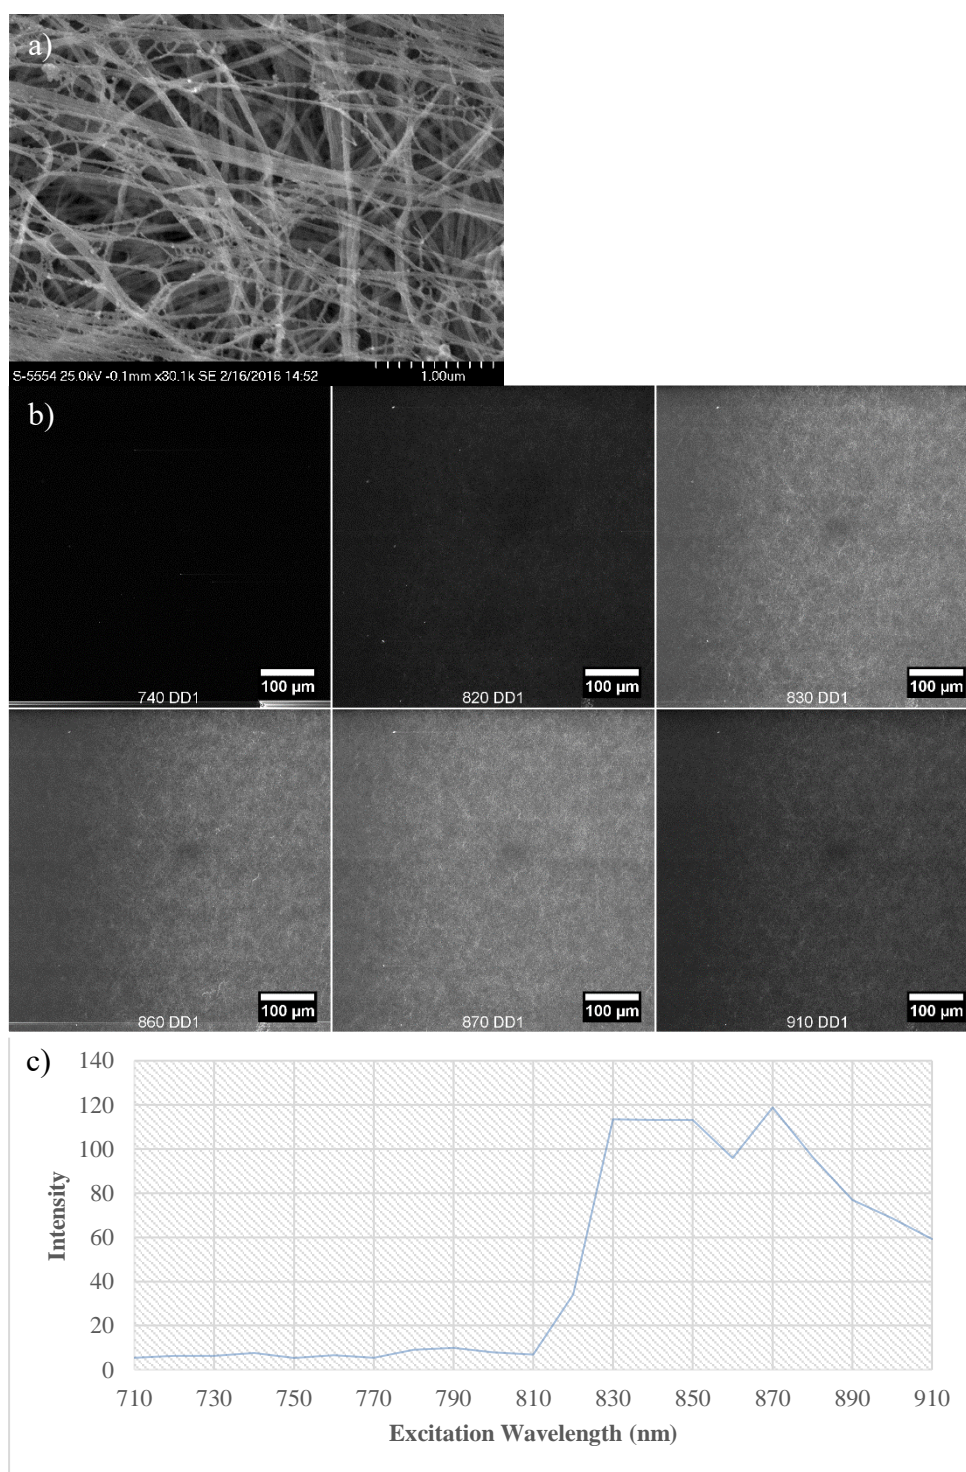 a)
S-5554 25.0kV -0.1mm x30.1k SE 2/16/2016 14:52 1.00um
b)
100 µm 100 µm 100 µm
740 DD1 820 DD1 830 DD1
100 µm 100 µm 100 µm
860 DD1 870 DD1 910 DD1
c)
140
120
100
80
60
40
20
0
Intensity
710 730 750 770 790 810 830 850 870 890 910
Excitation Wavelength (nm)